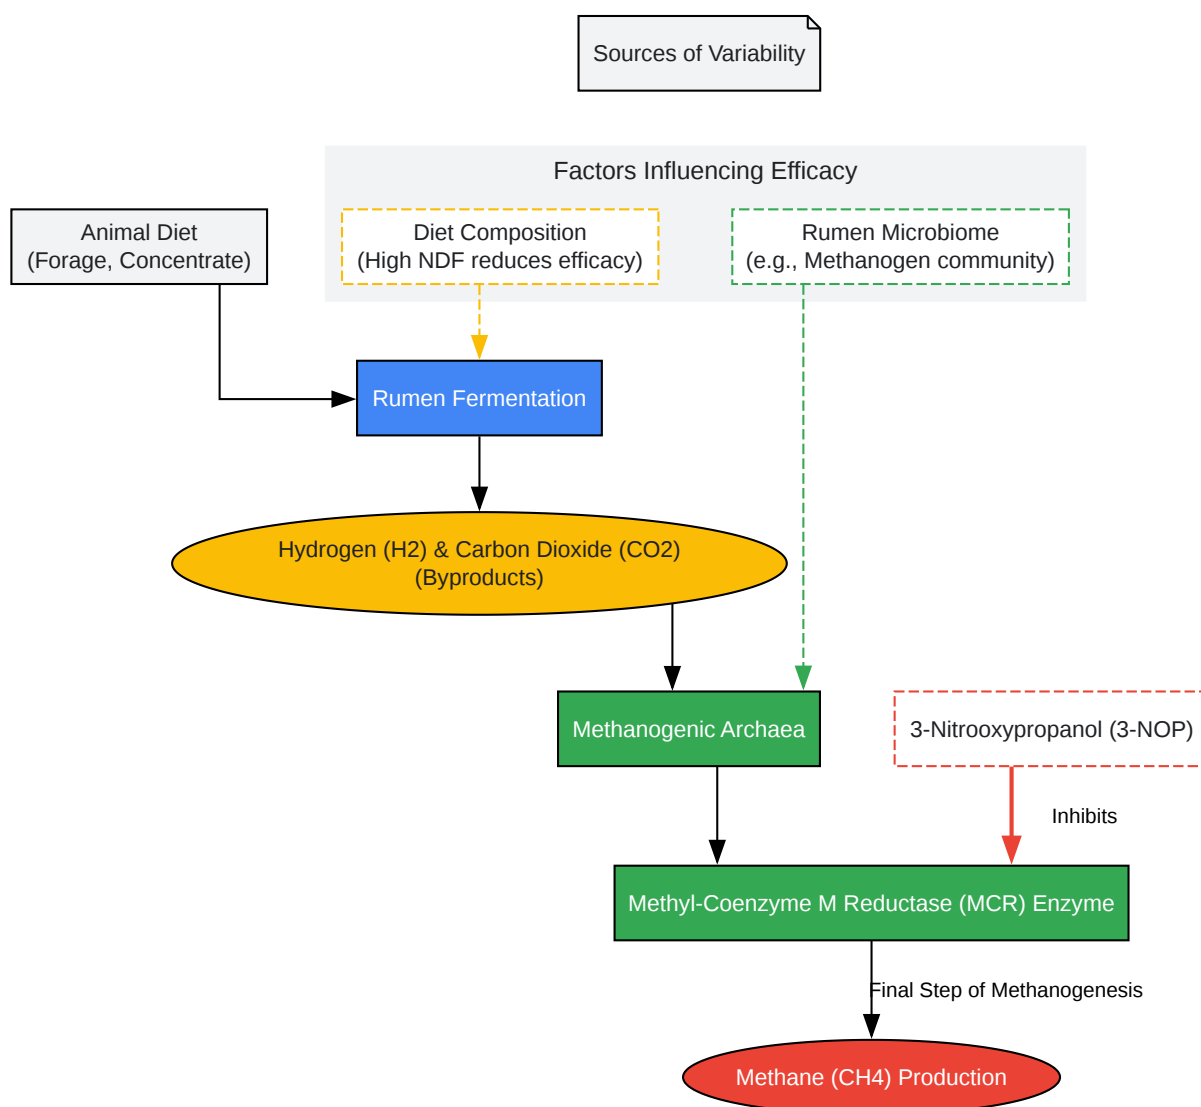 Sources of Variability
Factors Influencing Efficacy
Animal Diet
(Forage, Concentrate)
Diet Composition
(High NDF reduces efficacy)
Rumen Microbiome
(e.g., Methanogen community)
Rumen Fermentation
Hydrogen (H2) & Carbon Dioxide (CO2)
(Byproducts)
Methanogenic Archaea
3-Nitrooxypropanol (3-NOP)
Inhibits
Methyl-Coenzyme M Reductase (MCR) Enzyme
Final Step of Methanogenesis
Methane (CH4) Production